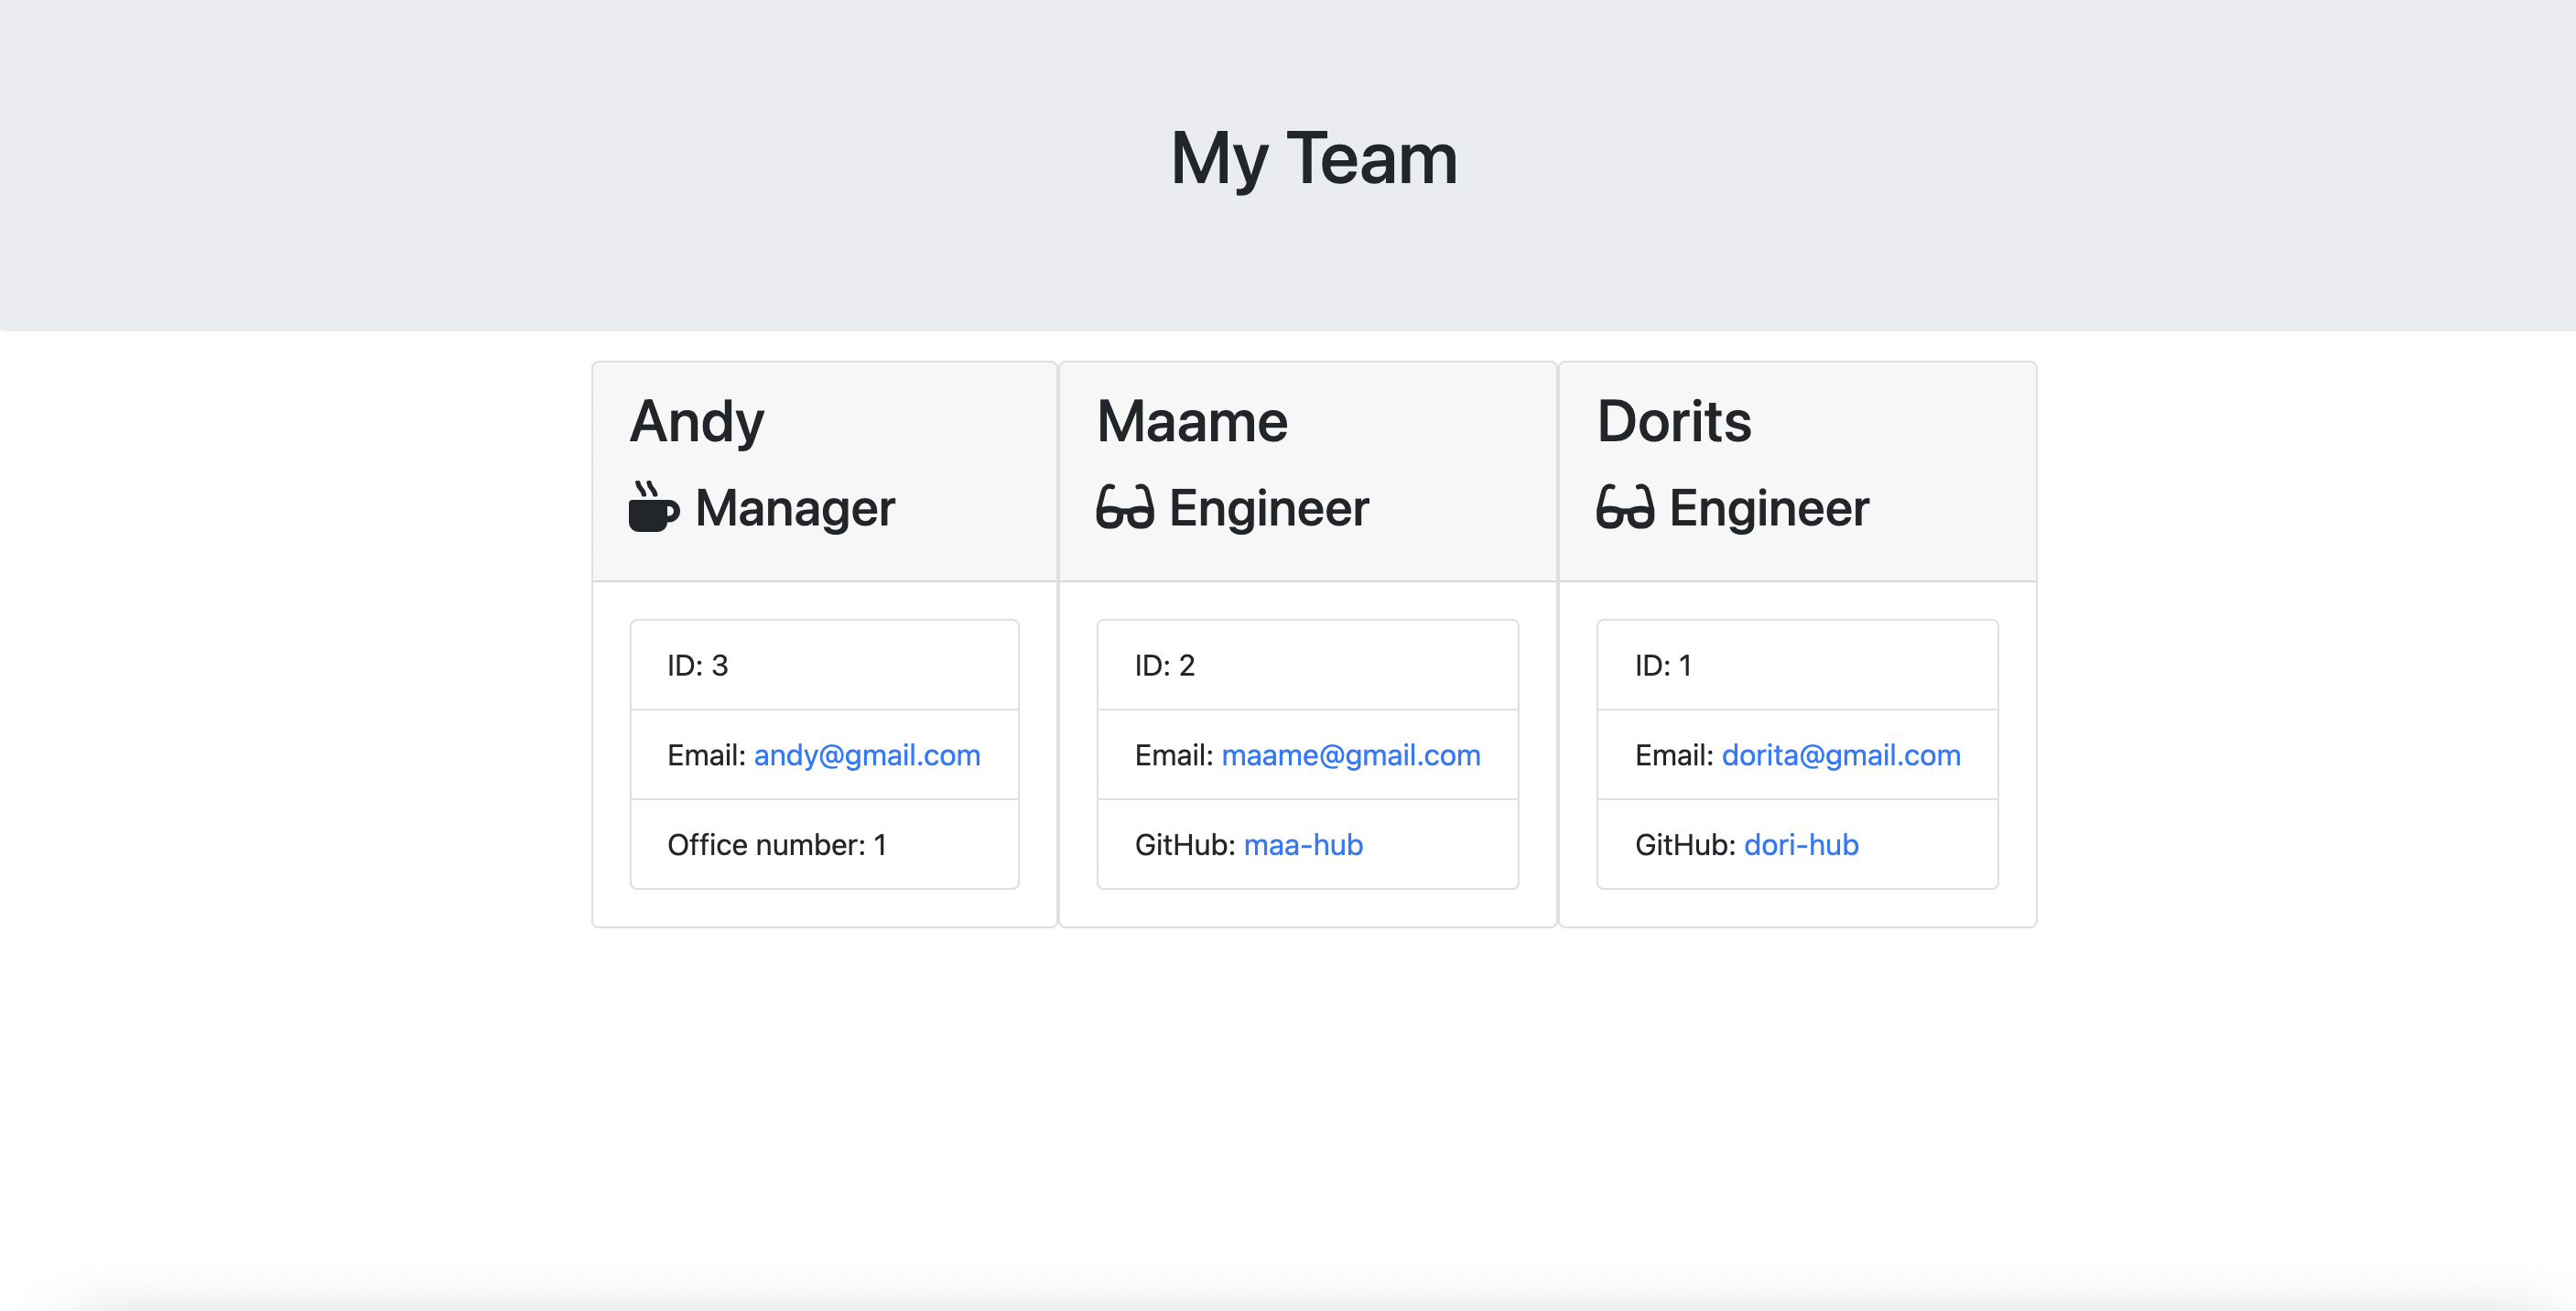 My Team
Andy
Manager
ID: 3
Email: andy@gmail.com
Office number: 1
Maame
Engineer
ID: 2
Email: maame@gmail.com
GitHub: maa-hub
Dorits
Engineer
ID: 1
Email: dorita@gmail.com
GitHub: dori-hub